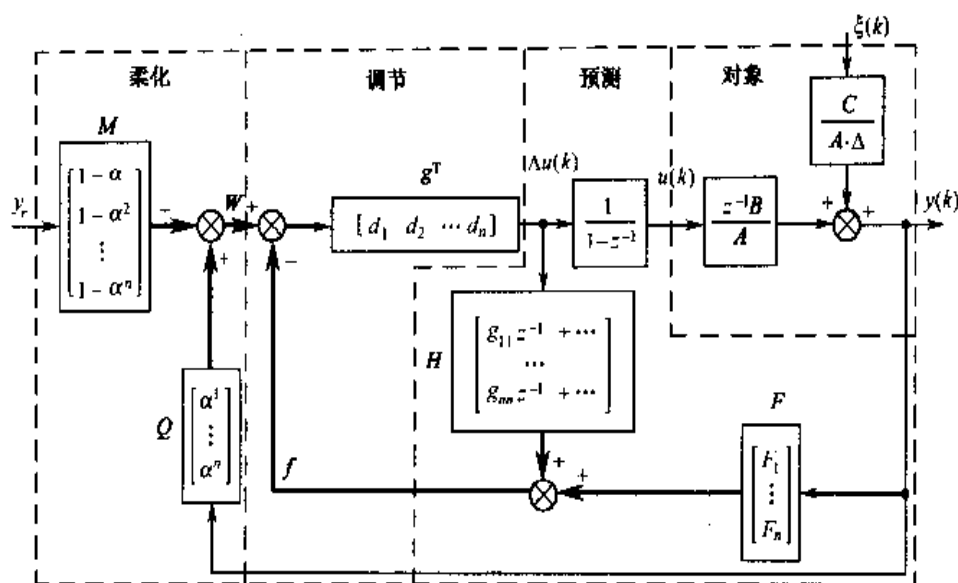 ξ(k)
柔化
调节
预测
对象
M
C
A·Δ
g^T
Δu(k)
u(k)
y(k)
y_r
1-α
1-α²
⋮
1-αⁿ
−
W
+
[d₁ d₂ ⋯ dₙ]
1
1-z⁻¹
z⁻¹B
A
+
+
+
−
H
g₁₁z⁻¹ +⋯
⋯
gₙₙz⁻¹ +⋯
Q
α¹
⋮
αⁿ
f
+
+
F
F₁
⋮
Fₙ